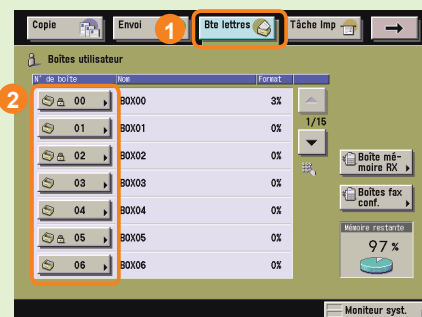 Copie Envoi 1 Bte lettres Tâche Imp →
Boîtes utilisateur
N° de boîte Nom Format
2
00 BOX00 3%
01 BOX01 0%
1/15
02 BOX02 0%
03 BOX03 0%
04 BOX04 0%
05 BOX05 0%
06 BOX06 0%
Boîte mé-
moire RX
Boîtes fax
conf.
Mémoire restante
97 %
Moniteur syst.